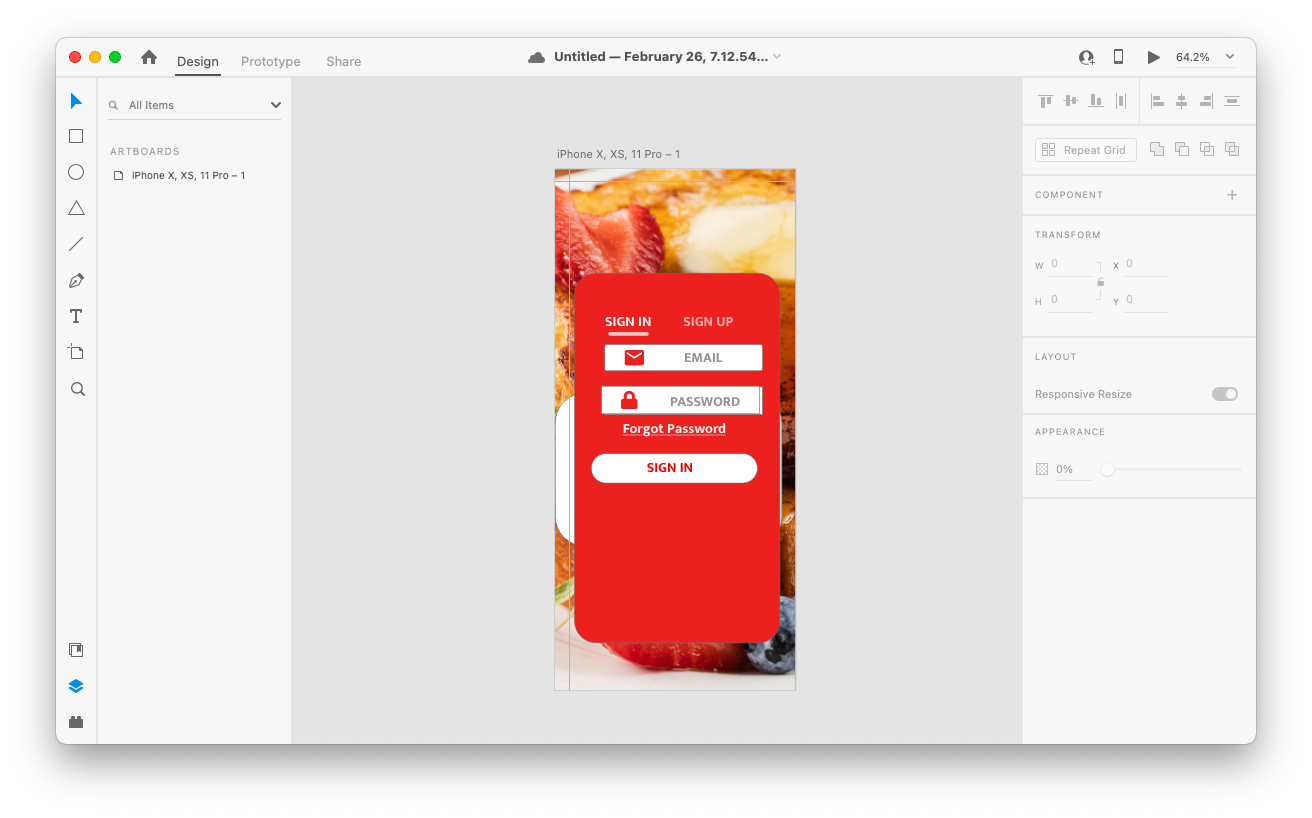 Design
Prototype
Share
Untitled — February 26, 7.12.54...
64.2%
All Items
ARTBOARDS
iPhone X, XS, 11 Pro – 1
iPhone X, XS, 11 Pro – 1
SIGN IN
SIGN UP
EMAIL
PASSWORD
Forgot Password
SIGN IN
Repeat Grid
COMPONENT
TRANSFORM
W 0 X 0
H 0 Y 0
LAYOUT
Responsive Resize
APPEARANCE
0%